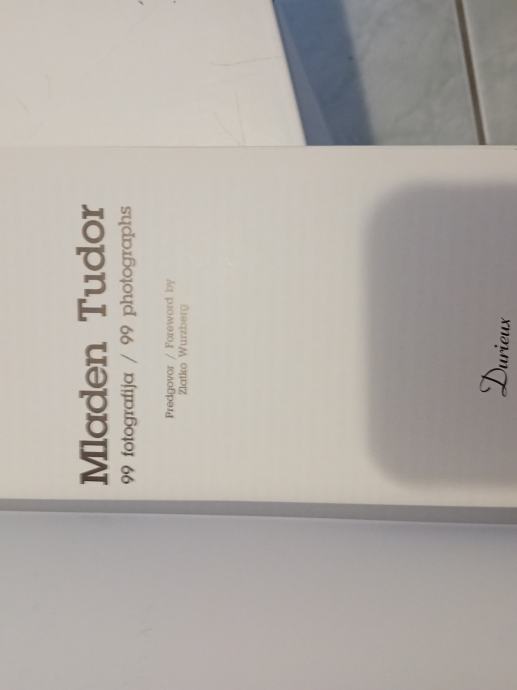 Mladen Tudor
99 fotografija / 99 photographs
Predgovor / Foreword by
Zlatko Wurzberg
Durieux